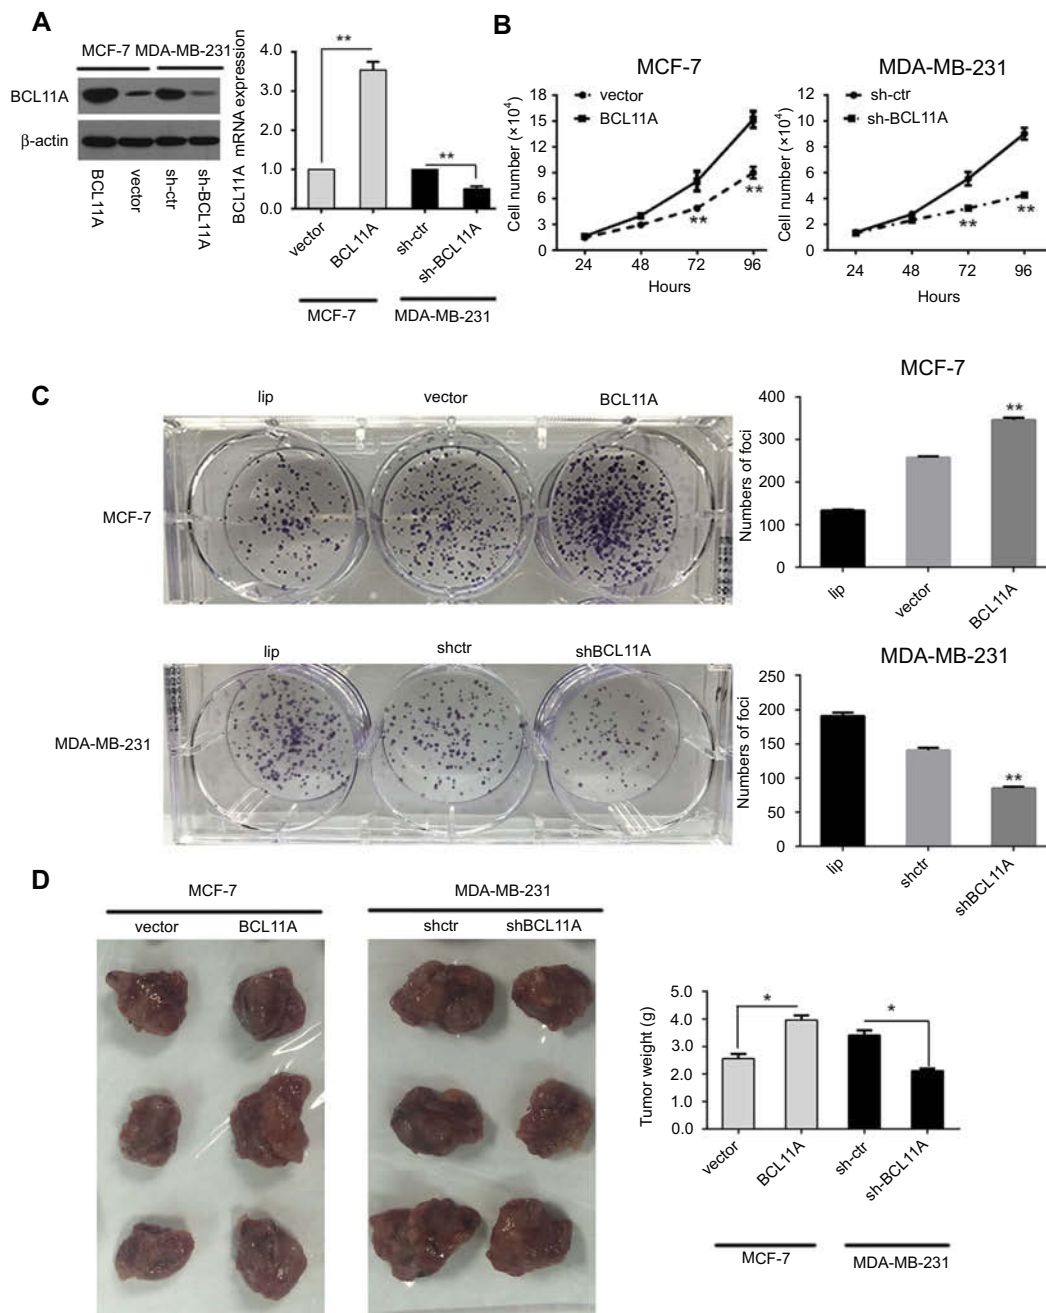 A
MCF-7 MDA-MB-231
BCL11A
β-actin
BCL11A
vector
sh-ctr
sh-BCL11A
BCL11A mRNA expression
4.0
3.0
2.0
1.0
0.0
**
**
vector
BCL11A
sh-ctr
sh-BCL11A
MCF-7
MDA-MB-231
B
MCF-7
vector
BCL11A
Cell number (×10⁴)
18
15
12
9
6
3
0
**
**
24 48 72 96
Hours
MDA-MB-231
sh-ctr
sh-BCL11A
Cell number (×10⁴)
12
10
8
6
4
2
0
**
**
24 48 72 96
Hours
C
lip vector BCL11A
MCF-7
MCF-7
Numbers of foci
400
300
200
100
0
**
lip
vector
BCL11A
lip shctr shBCL11A
MDA-MB-231
MDA-MB-231
Numbers of foci
250
200
150
100
50
0
**
lip
shctr
shBCL11A
D
MCF-7
vector BCL11A
MDA-MB-231
shctr shBCL11A
Tumor weight (g)
5.0
4.0
3.0
2.0
1.0
0.0
*
*
vector
BCL11A
sh-ctr
sh-BCL11A
MCF-7
MDA-MB-231